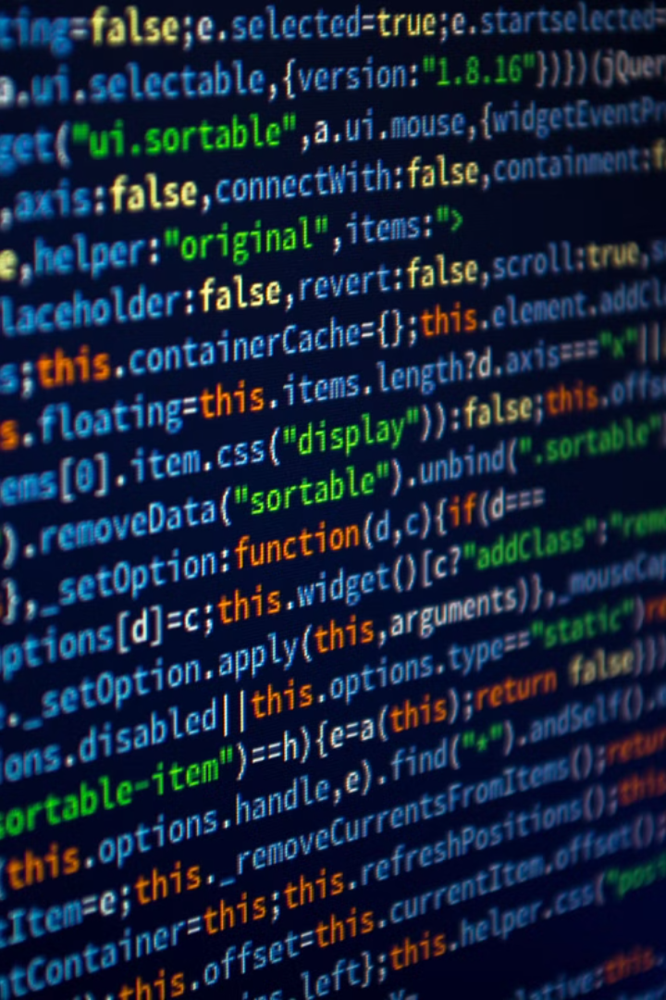 ting=false;e.selected=true;e.startselected=
a.ui.selectable,{version:"1.8.16"})})(jQuer
get("ui.sortable",a.ui.mouse,{widgetEventPr
,axis:false,connectWith:false,containment:f
e,helper:"original",items:">
laceholder:false,revert:false,scroll:true,s
s;this.containerCache={};this.element.addCl
s.floating=this.items.length?d.axis==="x"||
ems[0].item.css("display")):false;this.offs
).removeData("sortable").unbind(".sortable"
},_setOption:function(d,c){if(d===
ptions[d]=c;this.widget()[c?"addClass":"remo
._setOption.apply(this,arguments)},_mouseCap
ions.disabled||this.options.type=="static")re
sortable-item")==h){e=a(this);return false}})
(this.options.handle,e).find("*").andSelf().
tItem=e;this._removeCurrentsFromItems();retur
ntContainer=this;this.refreshPositions();this
;this.offset=this.currentItem.offset();
.left};this.helper.css("pos
lative:this.